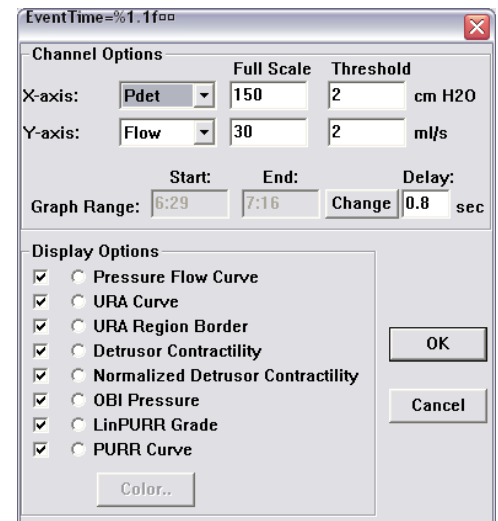 EventTime=%1.1f¤¤
Channel Options
Full Scale Threshold
X-axis: Pdet 150 2 cm H2O
Y-axis: Flow 30 2 ml/s
Start: End: Delay:
Graph Range: 6:29 7:16 Change 0.8 sec
Display Options
Pressure Flow Curve
URA Curve
URA Region Border
Detrusor Contractility
Normalized Detrusor Contractility
OBI Pressure
LinPURR Grade
PURR Curve
Color..
OK
Cancel